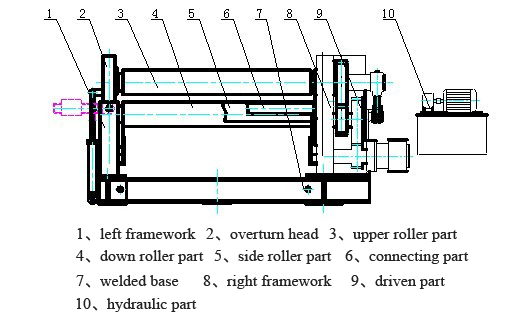 1 2 3 4 5 6 7 8 9 10
1、left framework 2、overturn head 3、upper roller part
4、down roller part 5、side roller part 6、connecting part
7、welded base 8、right framework 9、driven part
10、hydraulic part